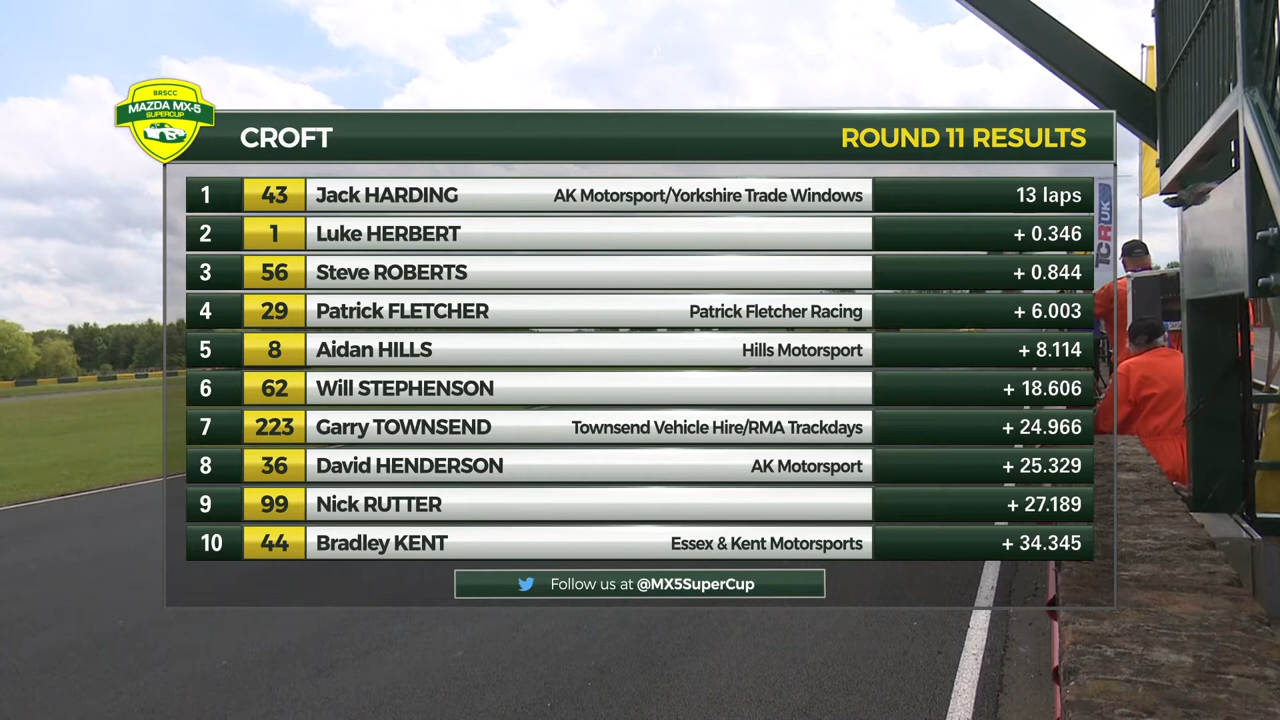 BRSCC
MAZDA MX-5
SUPERCUP
CROFT ROUND 11 RESULTS
1 43 Jack HARDING AK Motorsport/Yorkshire Trade Windows 13 laps
2 1 Luke HERBERT + 0.346
3 56 Steve ROBERTS + 0.844
4 29 Patrick FLETCHER Patrick Fletcher Racing + 6.003
5 8 Aidan HILLS Hills Motorsport + 8.114
6 62 Will STEPHENSON + 18.606
7 223 Garry TOWNSEND Townsend Vehicle Hire/RMA Trackdays + 24.966
8 36 David HENDERSON AK Motorsport + 25.329
9 99 Nick RUTTER + 27.189
10 44 Bradley KENT Essex & Kent Motorsports + 34.345
Follow us at @MX5SuperCup
TCR UK